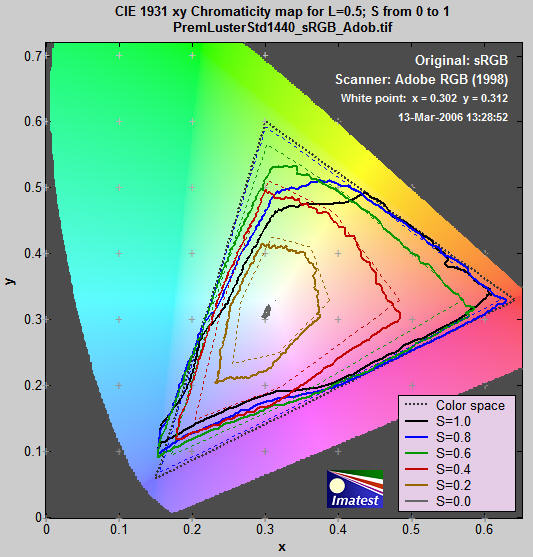 CIE 1931 xy Chromaticity map for L=0.5; S from 0 to 1
PremLusterStd1440_sRGB_Adob.tif
Original: sRGB
Scanner: Adobe RGB (1998)
White point: x = 0.302 y = 0.312
13-Mar-2006 13:28:52
0.7
0.6
0.5
0.4
0.3
0.2
0.1
0
y
Color space
S=1.0
S=0.8
S=0.6
S=0.4
S=0.2
S=0.0
Imatest
0 0.1 0.2 0.3 0.4 0.5 0.6
x